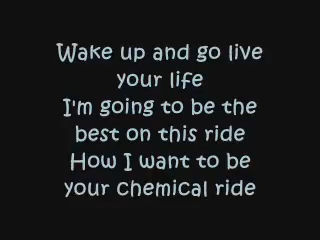 Wake up and go live
your life
I'm going to be the
best on this ride
How I want to be
your chemical ride